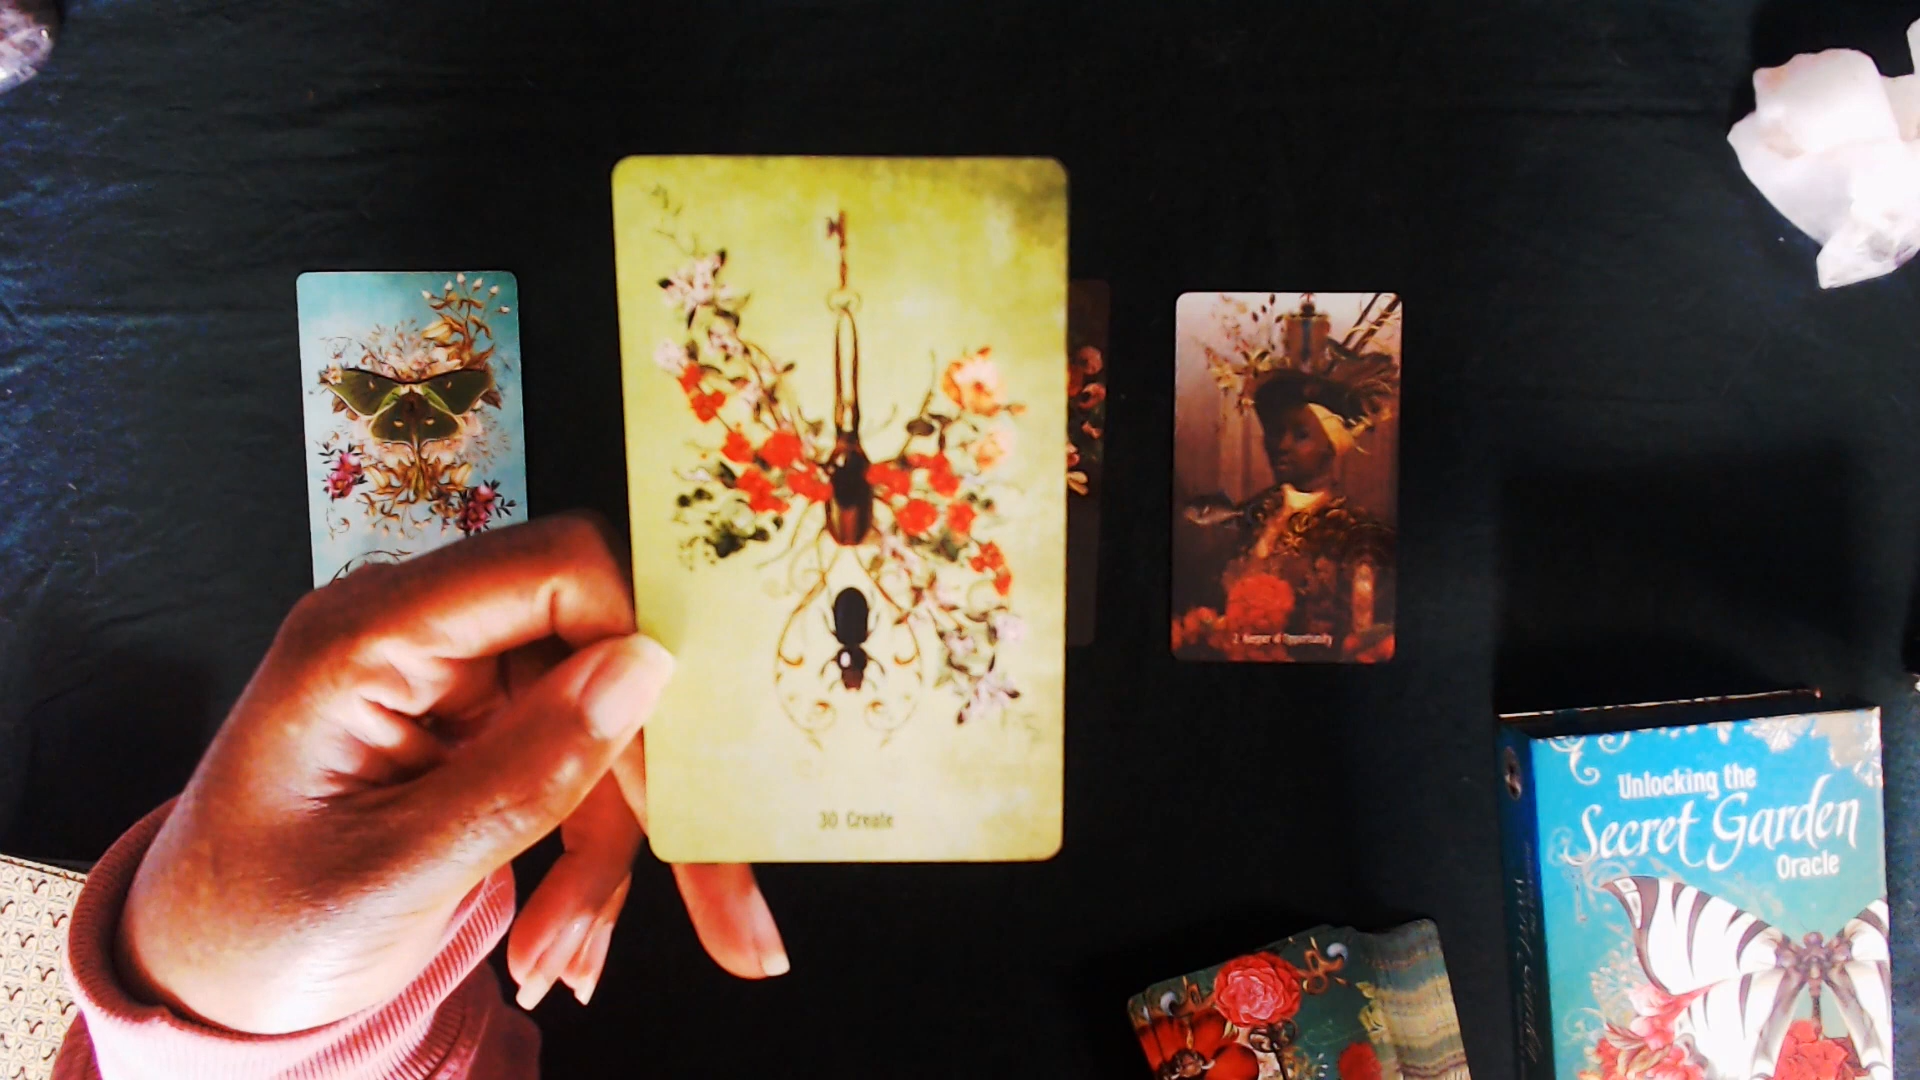 30 Create
2 Keeper of Opportunity
Unlocking the
Secret Garden
Oracle